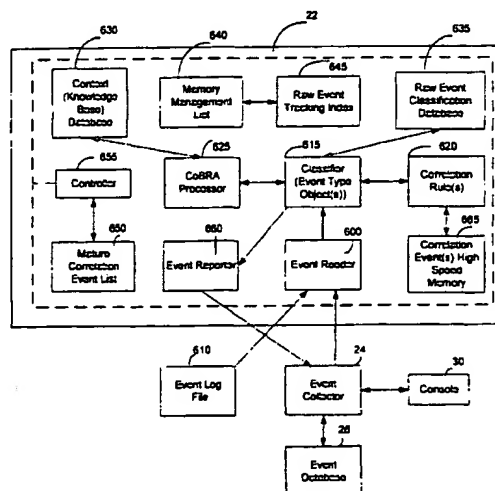 630
640
22
645
635
Context
(Knowledge
Base)
Database
Memory
Management
List
Raw Event
Tracking Index
Raw Event
Classification
Database
655
625
615
620
Controller
CoBRA
Processor
Classifier
(Event Type
Object(s))
Correlation
Rule(s)
650
660
600
665
Mature
Correlation
Event List
Event Reporter
Event Reader
Correlation
Event(s) High
Speed
Memory
610
24
30
Event Log
File
Event
Collector
Console
26
Event
Database